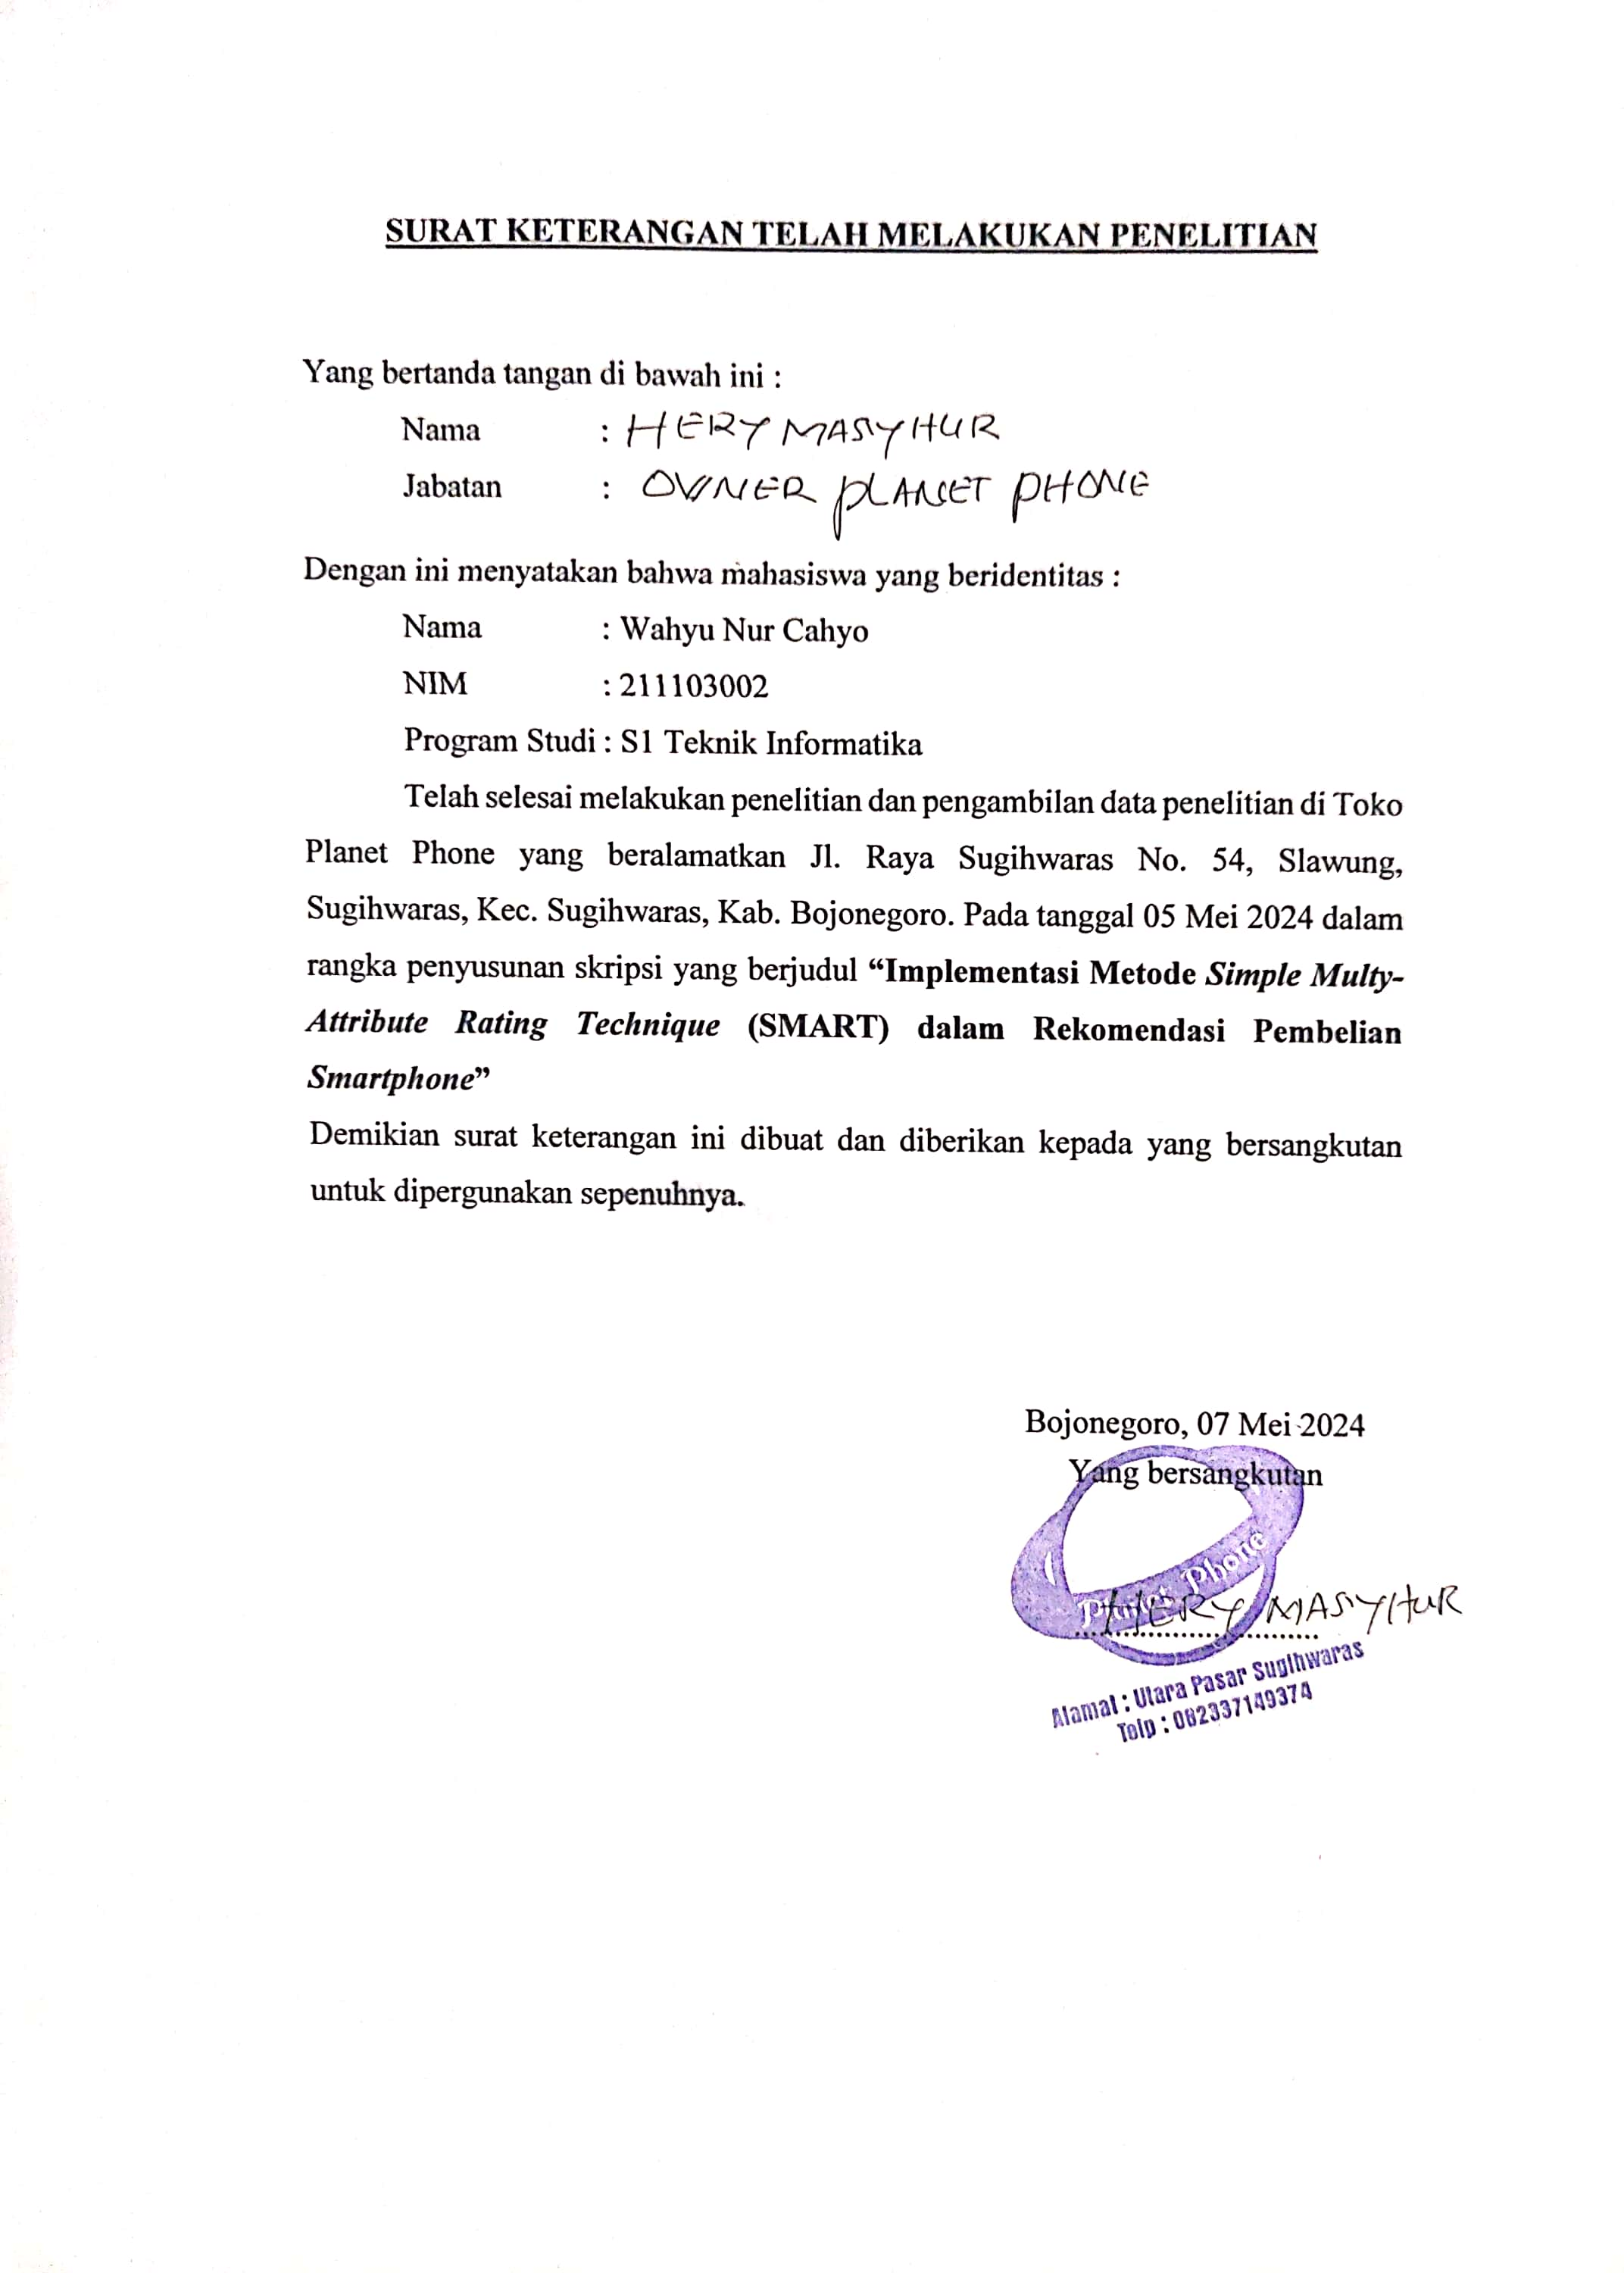 SURAT KETERANGAN TELAH MELAKUKAN PENELITIAN
Yang bertanda tangan di bawah ini :
Nama : HERY MASYHUR
Jabatan : OWNER PLANET PHONE
Dengan ini menyatakan bahwa mahasiswa yang beridentitas :
Nama : Wahyu Nur Cahyo
NIM : 211103002
Program Studi : S1 Teknik Informatika
Telah selesai melakukan penelitian dan pengambilan data penelitian di Toko
Planet Phone yang beralamatkan Jl. Raya Sugihwaras No. 54, Slawung,
Sugihwaras, Kec. Sugihwaras, Kab. Bojonegoro. Pada tanggal 05 Mei 2024 dalam
rangka penyusunan skripsi yang berjudul “Implementasi Metode Simple Multy-
Attribute Rating Technique (SMART) dalam Rekomendasi Pembelian
Smartphone”
Demikian surat keterangan ini dibuat dan diberikan kepada yang bersangkutan
untuk dipergunakan sepenuhnya.
Bojonegoro, 07 Mei 2024
Yang bersangkutan
Planet Phone
HERY MASYHUR
Alamat : Utara Pasar Sugihwaras
Telp : 082337149374